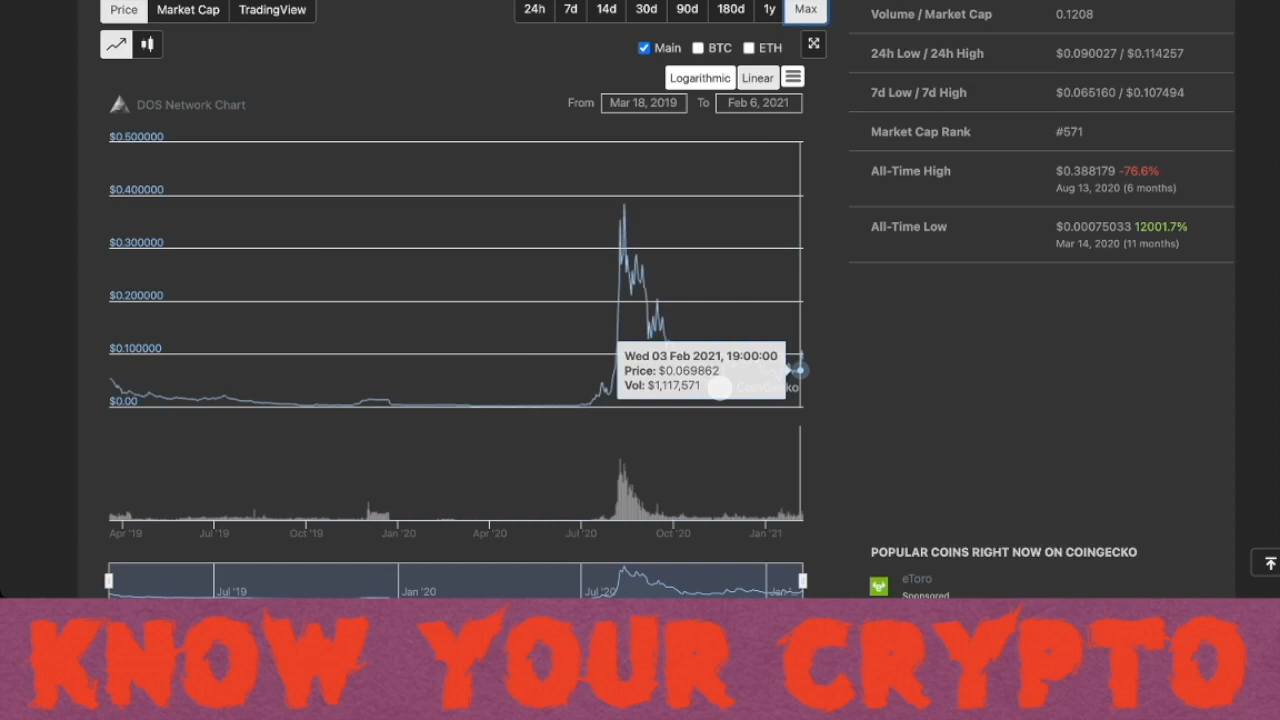 Price Market Cap TradingView 24h 7d 14d 30d 90d 180d 1y Max
Main BTC ETH
Logarithmic Linear
DOS Network Chart From Mar 18, 2019 To Feb 6, 2021
$0.500000
$0.400000
$0.300000
$0.200000
$0.100000
$0.00
Wed 03 Feb 2021, 19:00:00
Price: $0.069862
Vol: $1,117,571
CoinGecko
Apr '19 Jul '19 Oct '19 Jan '20 Apr '20 Jul '20 Oct '20 Jan '21
Jul '19 Jan '20 Jul '20
Volume / Market Cap 0.1208
24h Low / 24h High $0.090027 / $0.114257
7d Low / 7d High $0.065160 / $0.107494
Market Cap Rank #571
All-Time High $0.388179 -76.6%
Aug 13, 2020 (6 months)
All-Time Low $0.00075033 12001.7%
Mar 14, 2020 (11 months)
POPULAR COINS RIGHT NOW ON COINGECKO
eToro
Sponsored
KNOW YOUR CRYPTO